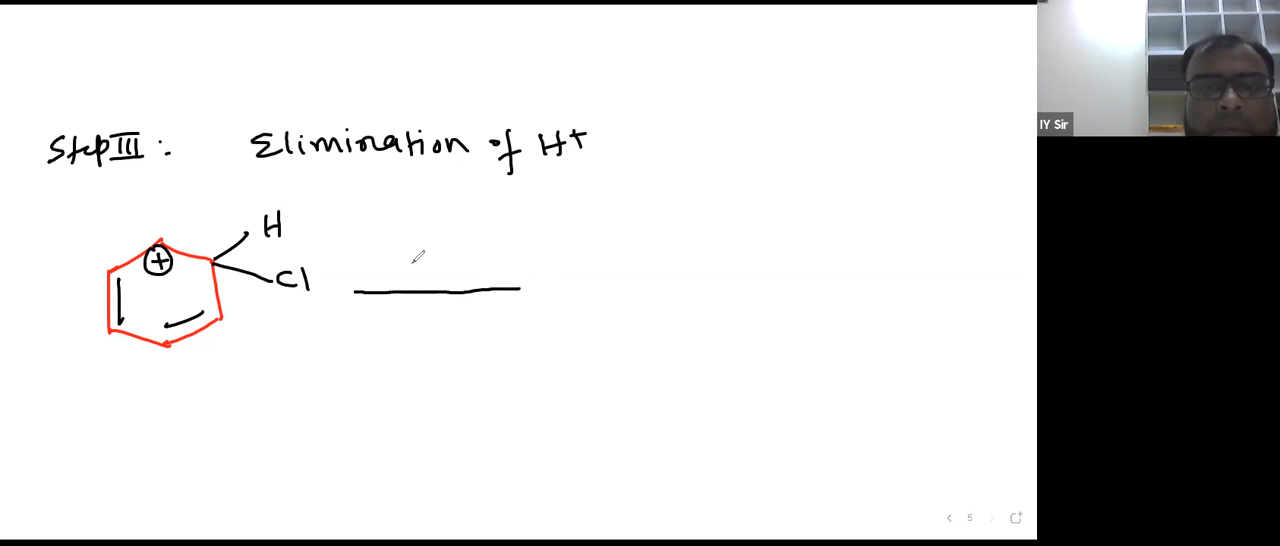 Step III : Elimination of H+
H
+
Cl
IY Sir
5